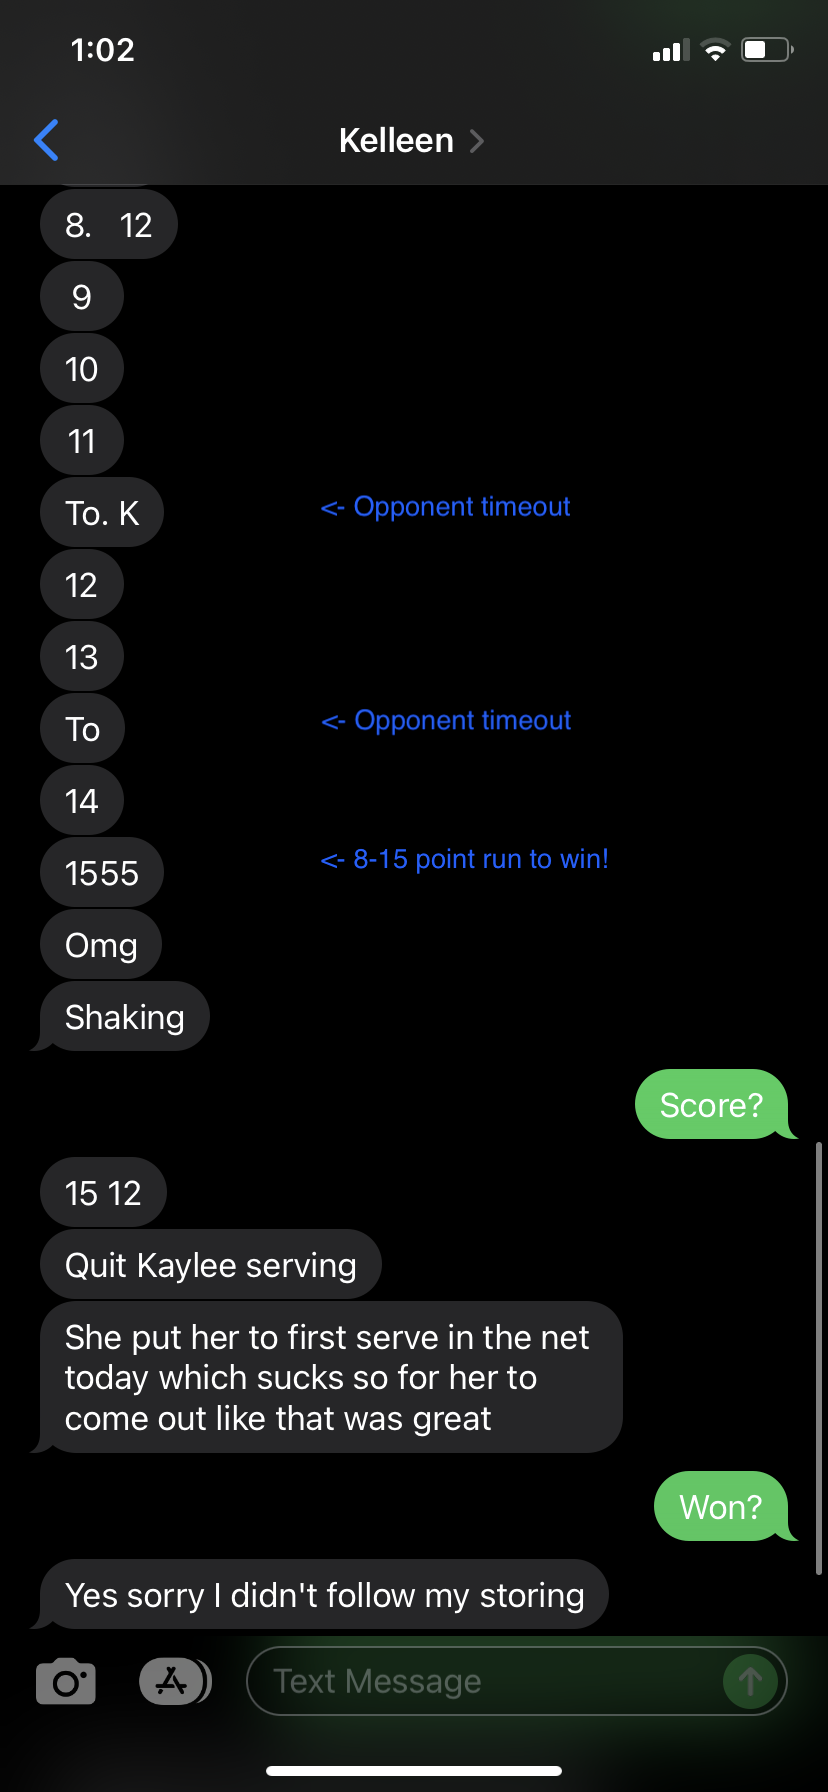 1:02
Kelleen
8.   12
9
10
11
To. K
<- Opponent timeout
12
13
To
<- Opponent timeout
14
1555
<- 8-15 point run to win!
Omg
Shaking
Score?
15 12
Quit Kaylee serving
She put her to first serve in the net
today which sucks so for her to
come out like that was great
Won?
Yes sorry I didn't follow my storing
Text Message